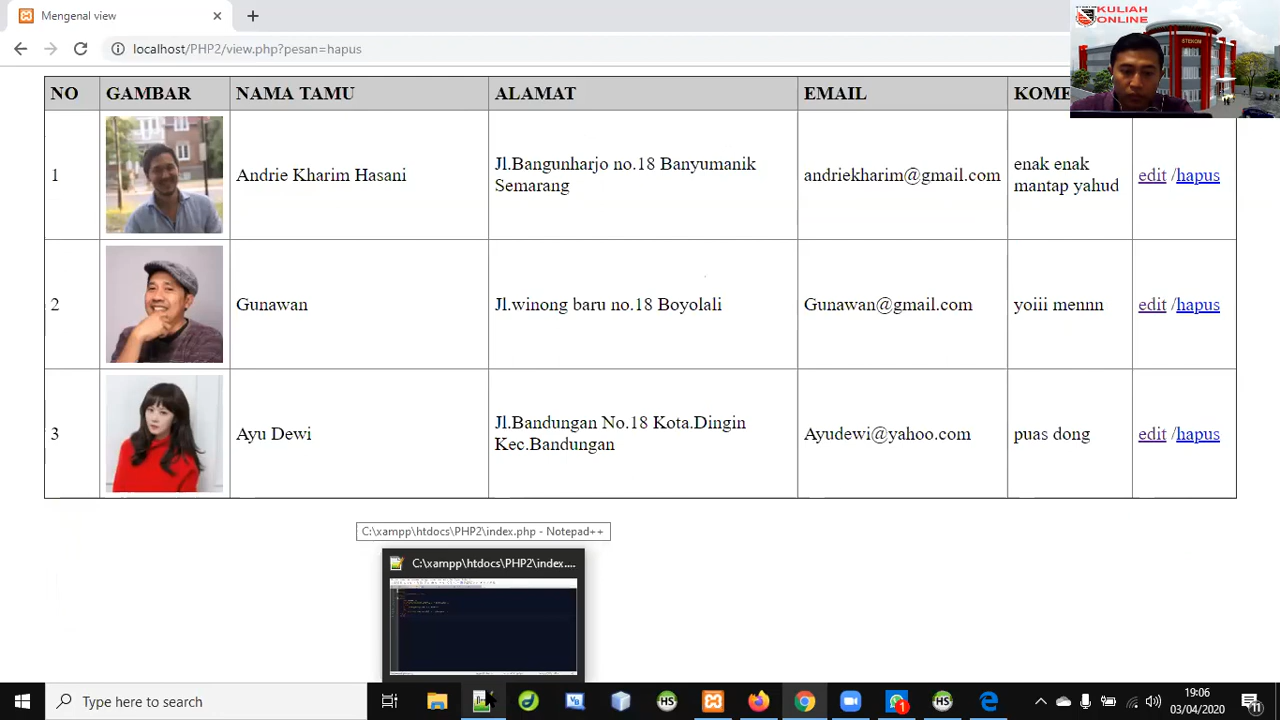 Mengenal view
localhost/PHP2/view.php?pesan=hapus
KULIAH
ONLINE
STEKOM
NO GAMBAR NAMA TAMU ALAMAT EMAIL KOME
1 Andrie Kharim Hasani Jl.Bangunharjo no.18 Banyumanik Semarang andriekharim@gmail.com enak enak mantap yahud edit /hapus
2 Gunawan Jl.winong baru no.18 Boyolali Gunawan@gmail.com yoiii mennn edit /hapus
3 Ayu Dewi Jl.Bandungan No.18 Kota.Dingin Kec.Bandungan Ayudewi@yahoo.com puas dong edit /hapus
C:\xampp\htdocs\PHP2\index.php - Notepad++
C:\xampp\htdocs\PHP2\index....
Type here to search
19:06
03/04/2020